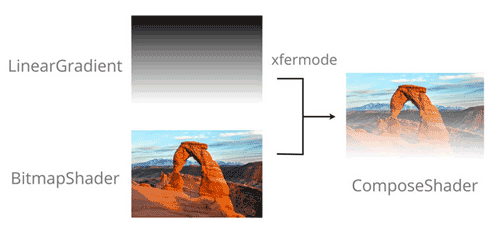 LinearGradient
xfermode
BitmapShader
ComposeShader